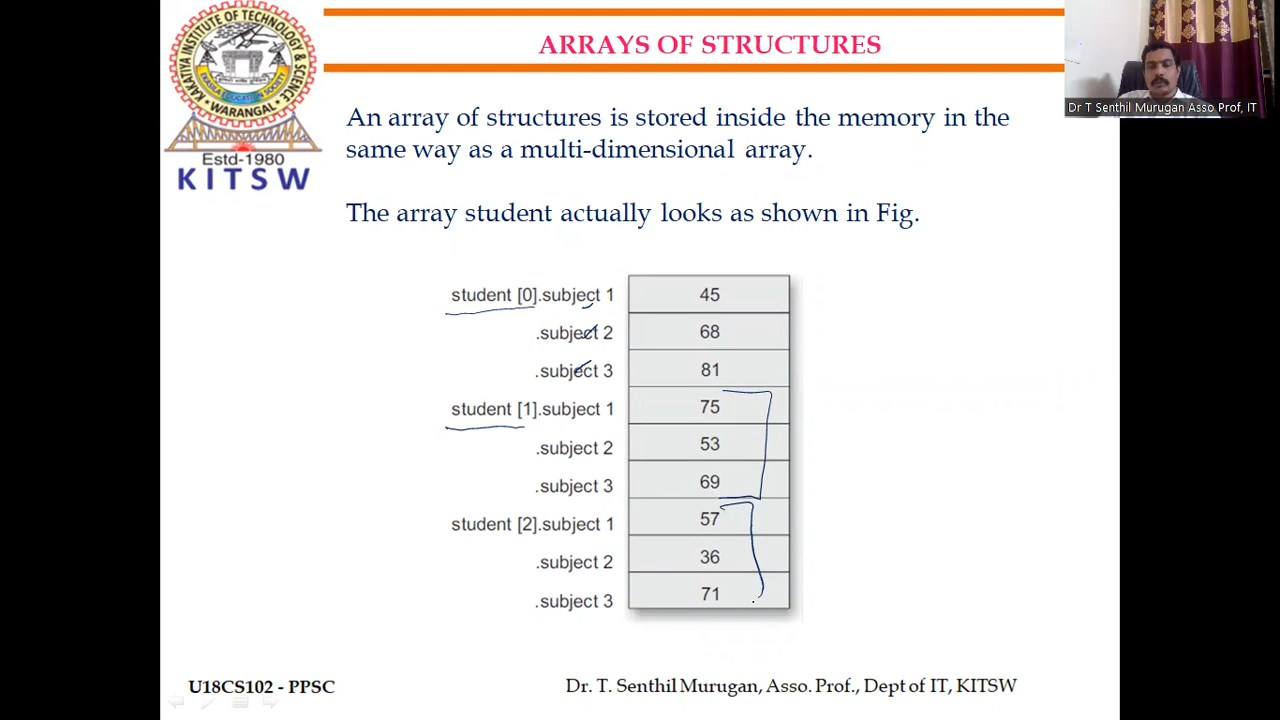 KAKATIYA INSTITUTE OF TECHNOLOGY & SCIENCE
WARANGAL
Estd-1980
KITSW
ARRAYS OF STRUCTURES
Dr T Senthil Murugan Asso Prof, IT
An array of structures is stored inside the memory in the
same way as a multi-dimensional array.
The array student actually looks as shown in Fig.
student [0].subject 1 45
.subject 2 68
.subject 3 81
student [1].subject 1 75
.subject 2 53
.subject 3 69
student [2].subject 1 57
.subject 2 36
.subject 3 71
U18CS102 - PPSC
Dr. T. Senthil Murugan, Asso. Prof., Dept of IT, KITSW